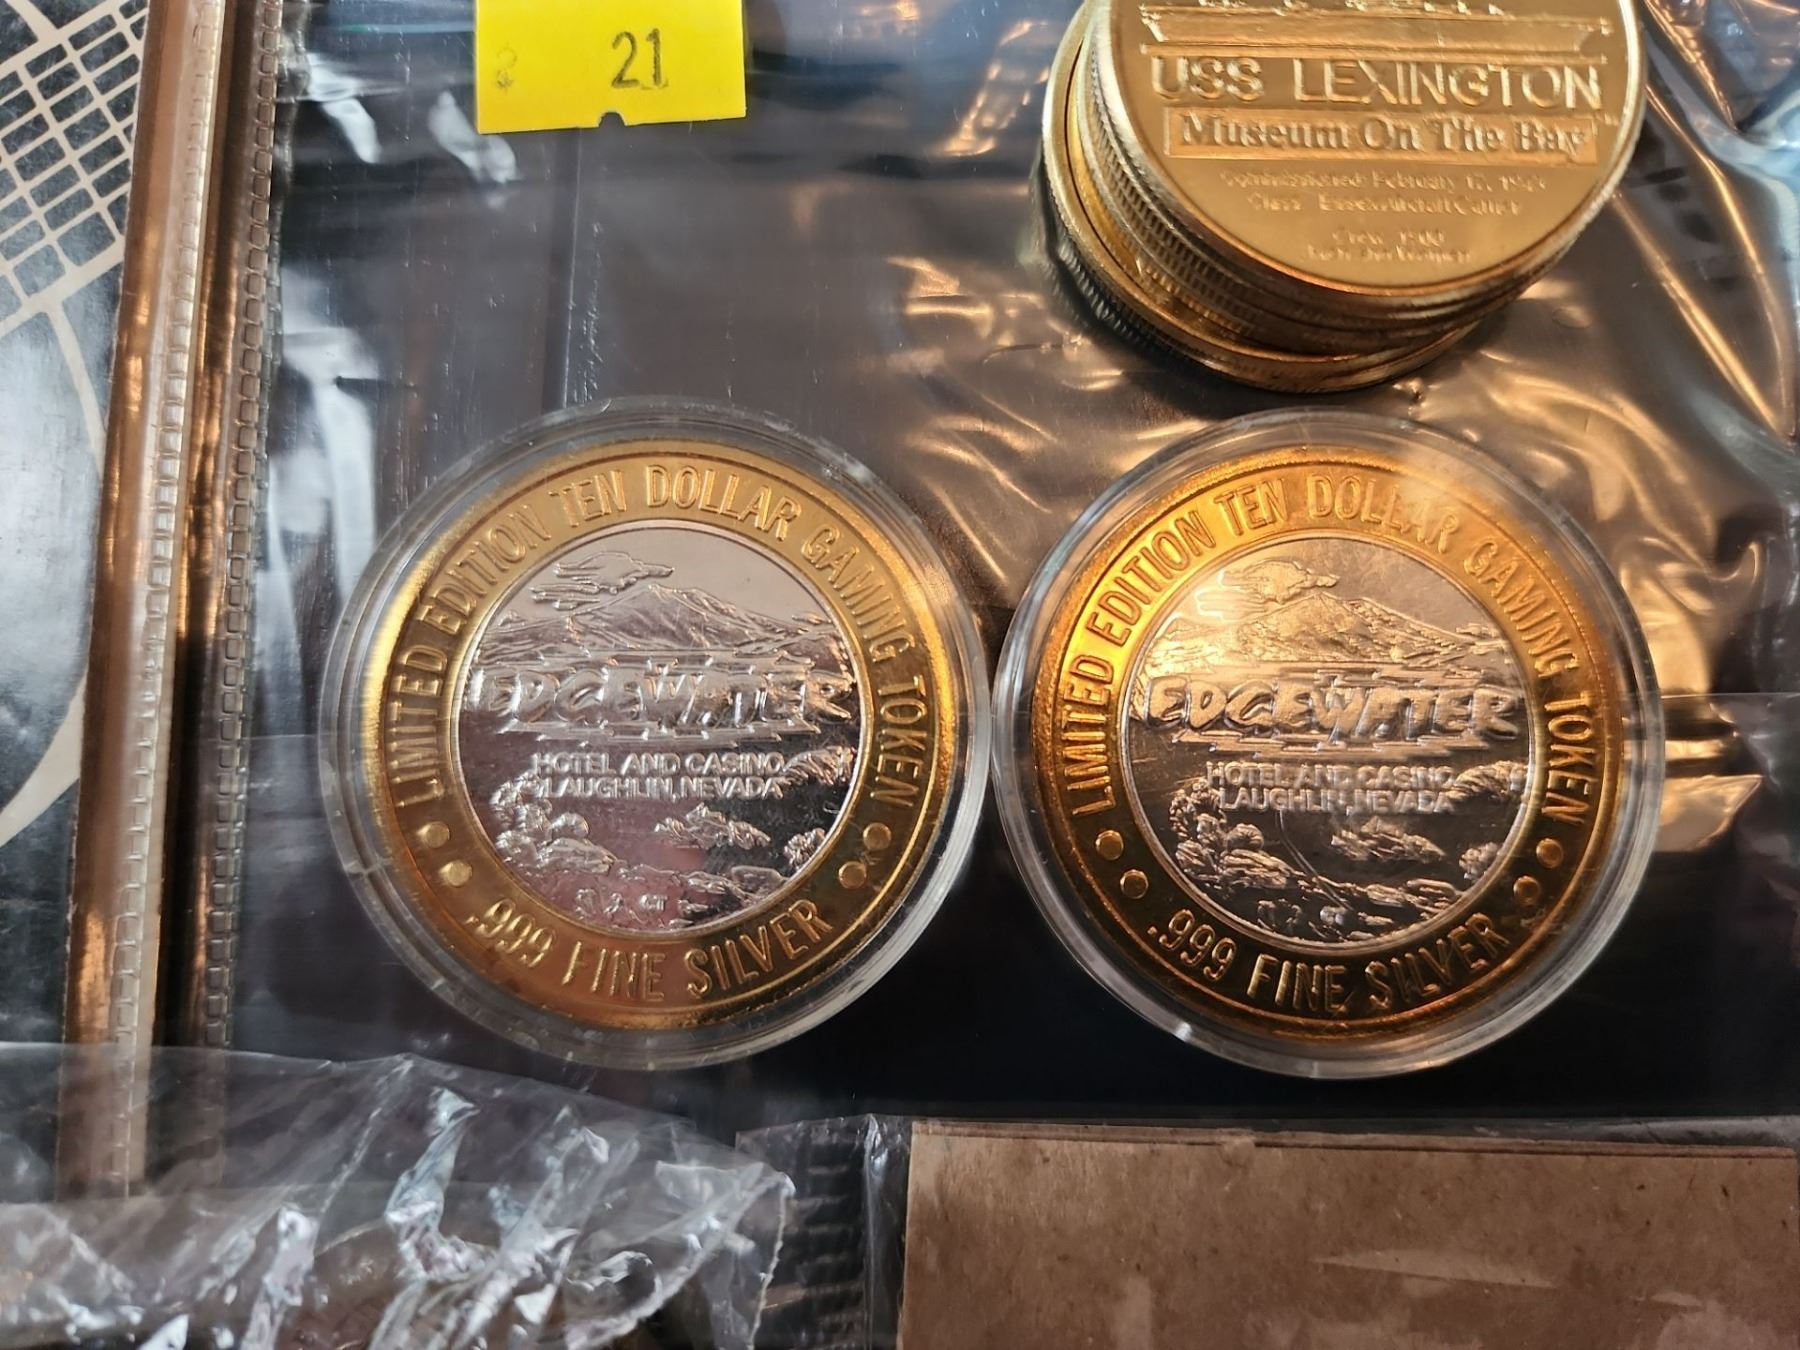 21
USS LEXINGTON
Museum On The Bay
LIMITED EDITION TEN DOLLAR GAMING TOKEN
EDGEWATER
HOTEL AND CASINO
LAUGHLIN, NEVADA
GT
.999 FINE SILVER
LIMITED EDITION TEN DOLLAR GAMING TOKEN
EDGEWATER
HOTEL AND CASINO
LAUGHLIN, NEVADA
.999 FINE SILVER